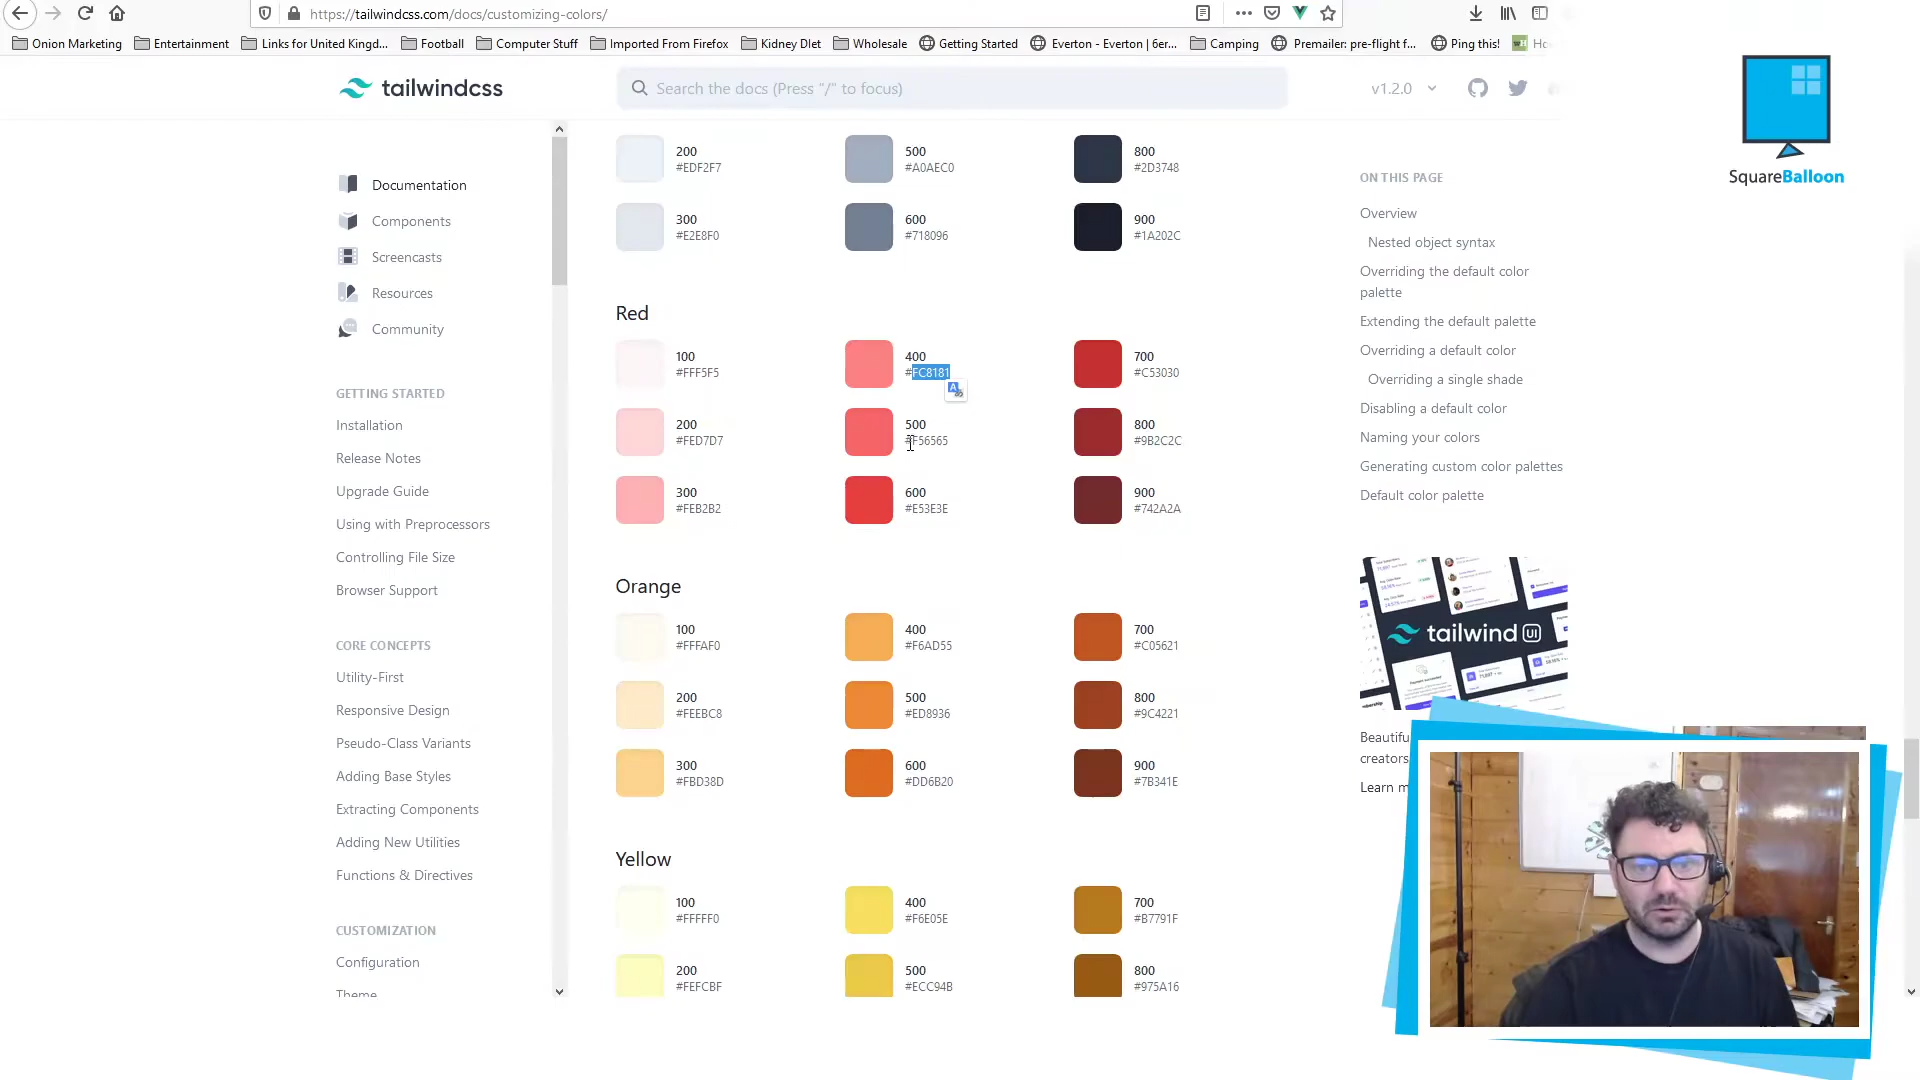 https://tailwindcss.com/docs/customizing-colors/
Onion Marketing
Entertainment
Links for United Kingd...
Football
Computer Stuff
Imported From Firefox
Kidney DIet
Wholesale
Getting Started
Everton - Everton | 6er...
Camping
Premailer: pre-flight f...
Ping this!
tailwindcss
Search the docs (Press "/" to focus)
v1.2.0
SquareBalloon
Documentation
Components
Screencasts
Resources
Community
GETTING STARTED
Installation
Release Notes
Upgrade Guide
Using with Preprocessors
Controlling File Size
Browser Support
CORE CONCEPTS
Utility-First
Responsive Design
Pseudo-Class Variants
Adding Base Styles
Extracting Components
Adding New Utilities
Functions & Directives
CUSTOMIZATION
Configuration
Theme
200
#EDF2F7
500
#A0AEC0
800
#2D3748
300
#E2E8F0
600
#718096
900
#1A202C
Red
100
#FFF5F5
400
#FC8181
700
#C53030
200
#FED7D7
500
#F56565
800
#9B2C2C
300
#FEB2B2
600
#E53E3E
900
#742A2A
Orange
100
#FFFAF0
400
#F6AD55
700
#C05621
200
#FEEBC8
500
#ED8936
800
#9C4221
300
#FBD38D
600
#DD6B20
900
#7B341E
Yellow
100
#FFFFF0
400
#F6E05E
700
#B7791F
200
#FEFCBF
500
#ECC94B
800
#975A16
ON THIS PAGE
Overview
Nested object syntax
Overriding the default color
palette
Extending the default palette
Overriding a default color
Overriding a single shade
Disabling a default color
Naming your colors
Generating custom color palettes
Default color palette
tailwind UI
Beautifu
creators
Learn m